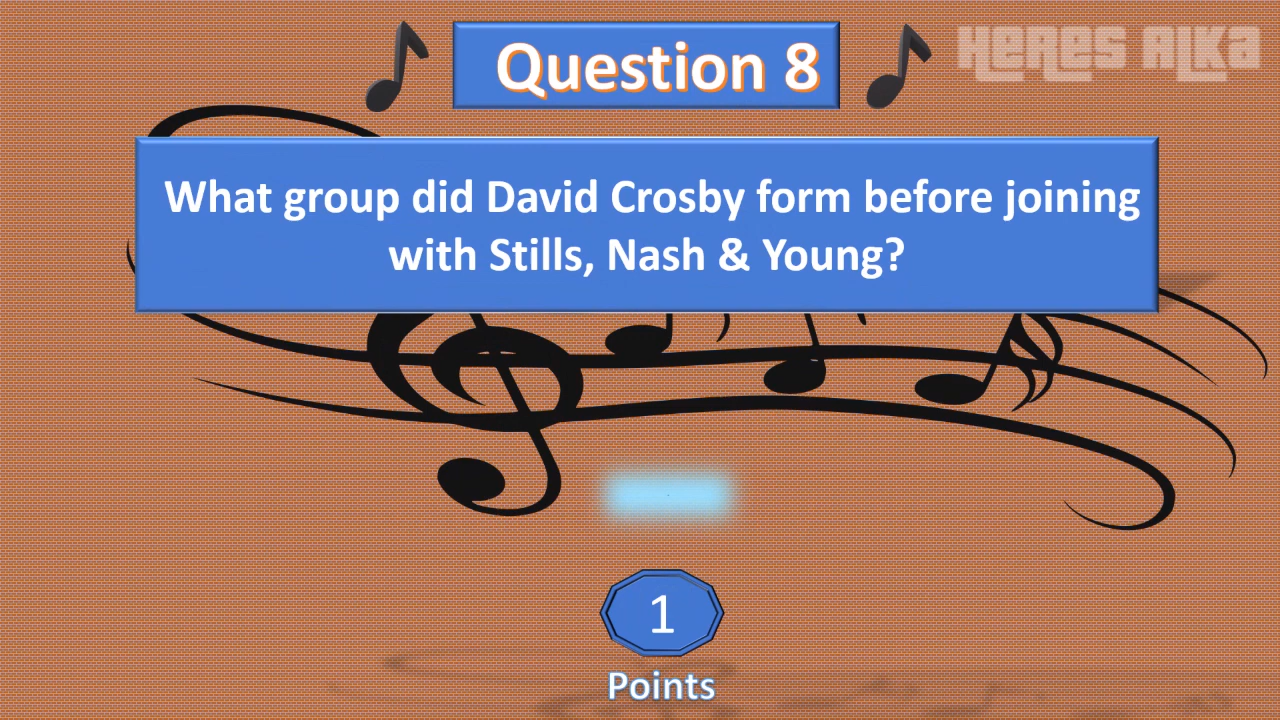 Question 8
HERES ALKA
What group did David Crosby form before joining
with Stills, Nash & Young?
1
Points